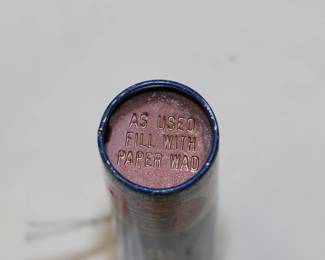 AS USED
FILL WITH
PAPER WAD